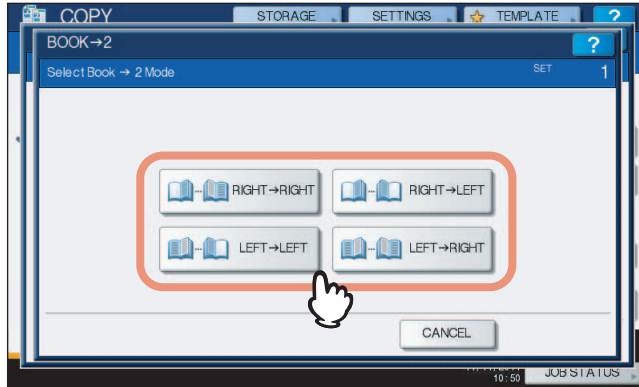 COPY STORAGE SETTINGS TEMPLATE ?
BOOK→2 ?
Select Book → 2 Mode SET 1
RIGHT→RIGHT RIGHT→LEFT
LEFT→LEFT LEFT→RIGHT
CANCEL
10:50 JOB STATUS